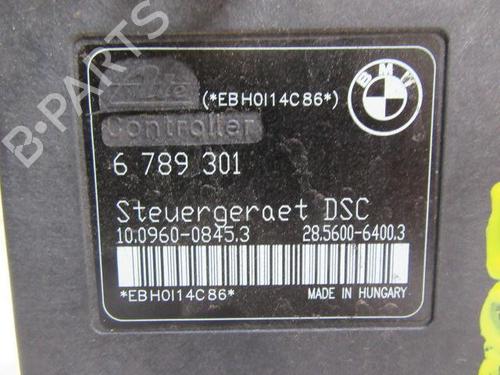 Ate
(*EBH0I14C86*)
BMW
Controller
6 789 301
Steuergeraet DSC
10.0960-0845.3 28.5600-6400.3
*EBH0I14C86*
MADE IN HUNGARY
B-PARTS